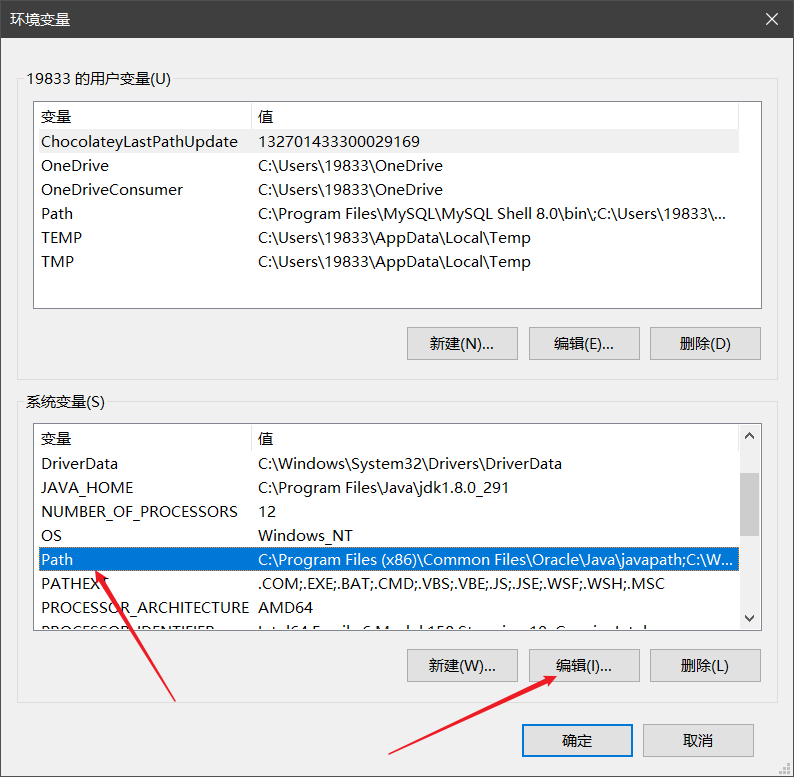 环境变量
19833 的用户变量(U)
变量 值
ChocolateyLastPathUpdate 132701433300029169
OneDrive C:\Users\19833\OneDrive
OneDriveConsumer C:\Users\19833\OneDrive
Path C:\Program Files\MySQL\MySQL Shell 8.0\bin\;C:\Users\19833\...
TEMP C:\Users\19833\AppData\Local\Temp
TMP C:\Users\19833\AppData\Local\Temp
新建(N)... 编辑(E)... 删除(D)
系统变量(S)
变量 值
DriverData C:\Windows\System32\Drivers\DriverData
JAVA_HOME C:\Program Files\Java\jdk1.8.0_291
NUMBER_OF_PROCESSORS 12
OS Windows_NT
Path C:\Program Files (x86)\Common Files\Oracle\Java\javapath;C:\W...
PATHEXT .COM;.EXE;.BAT;.CMD;.VBS;.VBE;.JS;.JSE;.WSF;.WSH;.MSC
PROCESSOR_ARCHITECTURE AMD64
PROCESSOR_IDENTIFIER
新建(W)... 编辑(I)... 删除(L)
确定 取消